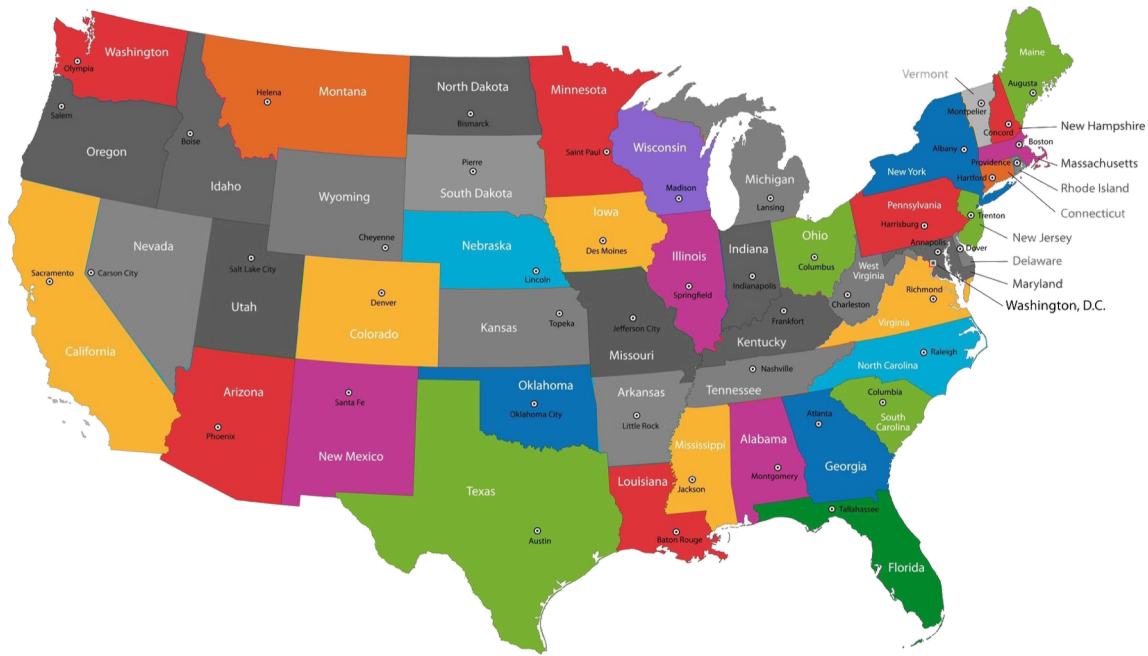 Washington
Olympia
Salem
Oregon
Boise
Idaho
Helena
Montana
North Dakota
Bismarck
Pierre
South Dakota
Minnesota
Saint Paul
Wisconsin
Madison
Michigan
Lansing
Wyoming
Cheyenne
Nevada
Carson City
Sacramento
California
Salt Lake City
Utah
Denver
Colorado
Nebraska
Lincoln
Kansas
Topeka
Iowa
Des Moines
Illinois
Springfield
Indiana
Indianapolis
Ohio
Columbus
Missouri
Jefferson City
Kentucky
Frankfort
West
Virginia
Charleston
Virginia
Richmond
Pennsylvania
Harrisburg
New York
Albany
Vermont
Montpelier
Maine
Augusta
Concord
New Hampshire
Boston
Massachusetts
Providence
Rhode Island
Hartford
Connecticut
Trenton
New Jersey
Dover
Delaware
Annapolis
Maryland
Washington, D.C.
Arizona
Phoenix
Santa Fe
New Mexico
Oklahoma
Oklahoma City
Texas
Austin
Arkansas
Little Rock
Tennessee
Nashville
North Carolina
Raleigh
Columbia
South
Carolina
Mississippi
Jackson
Alabama
Montgomery
Atlanta
Georgia
Louisiana
Baton Rouge
Tallahassee
Florida